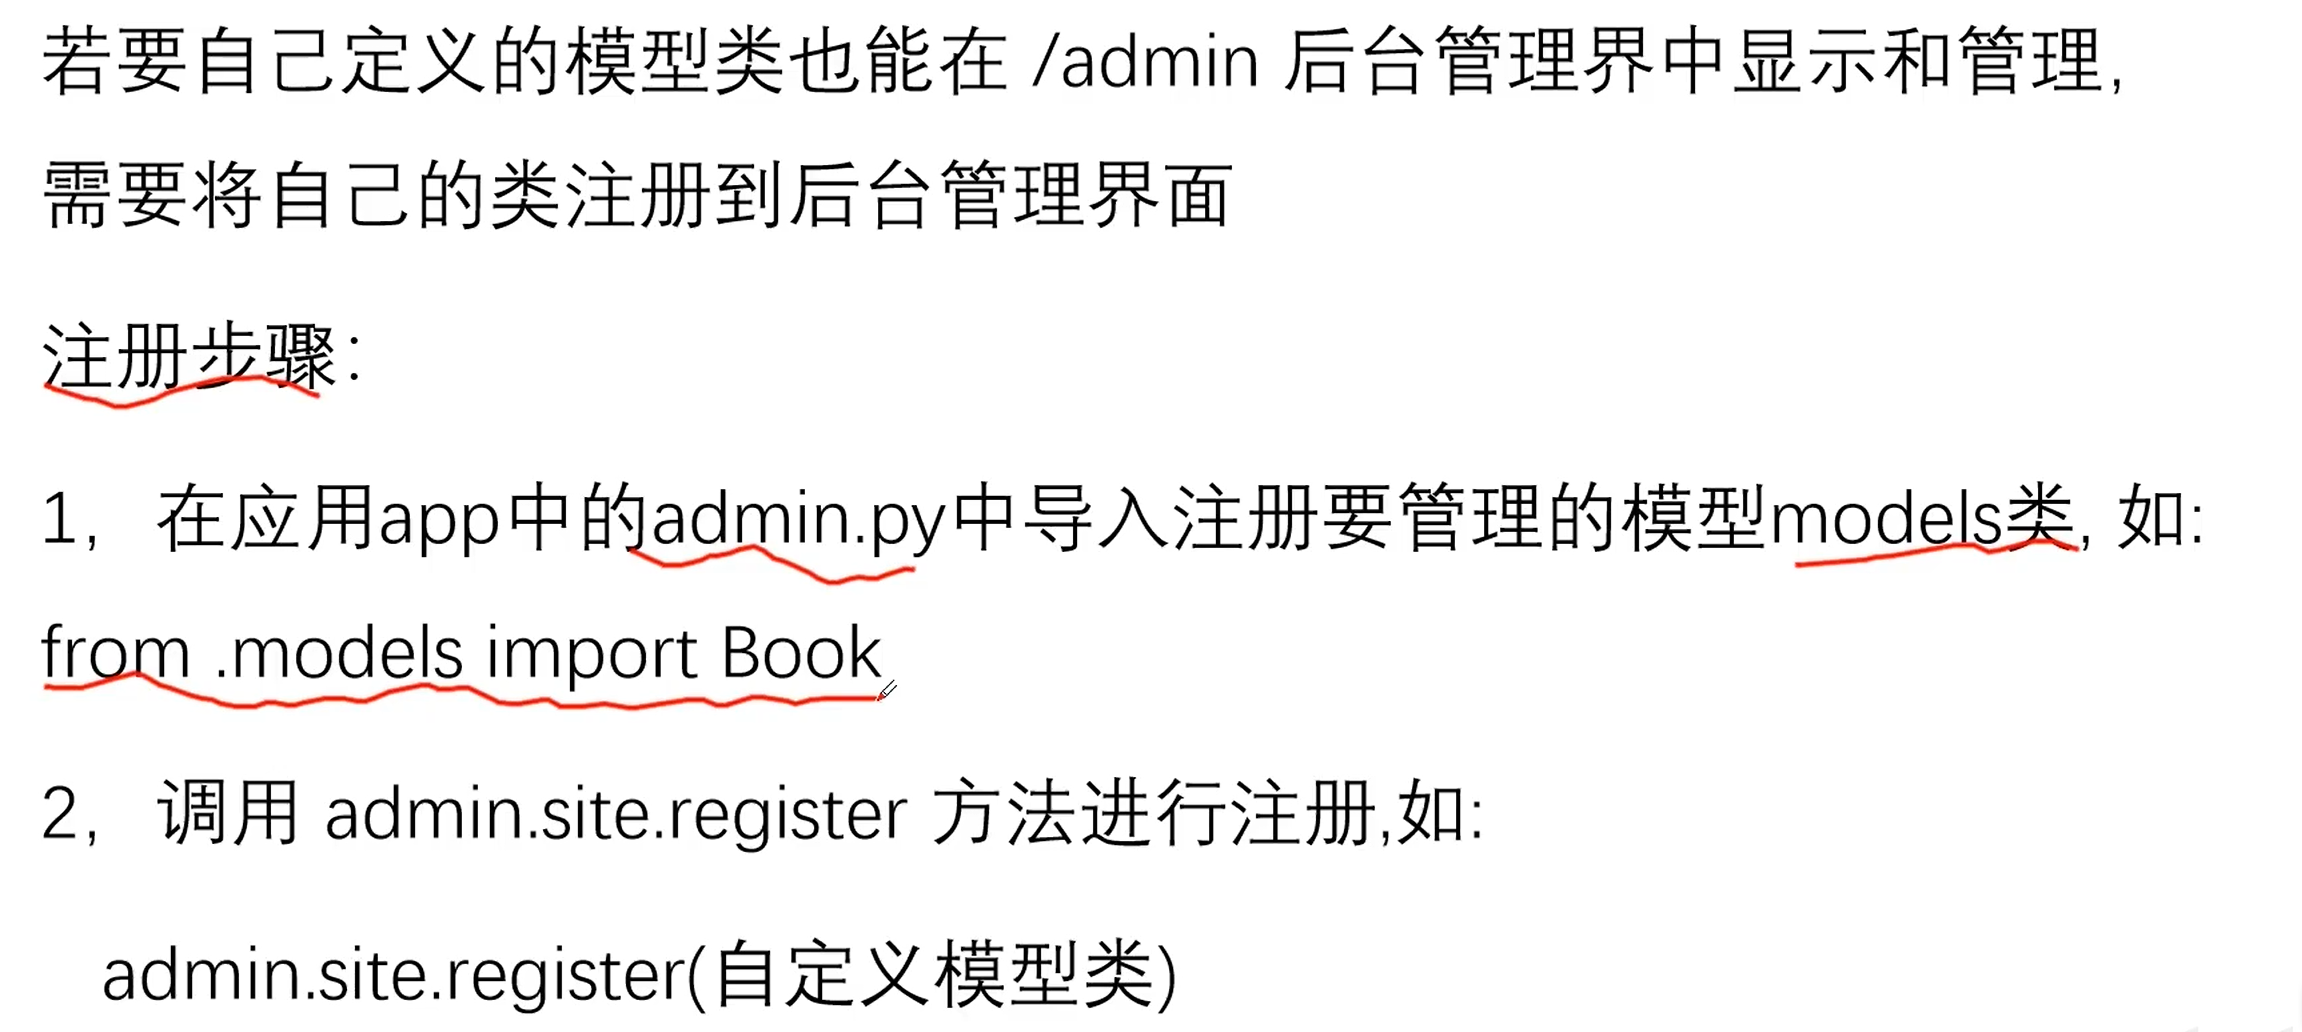 若要自己定义的模型类也能在 /admin 后台管理界中显示和管理,
需要将自己的类注册到后台管理界面
注册步骤:
1, 在应用app中的admin.py中导入注册要管理的模型models类, 如:
from .models import Book
2, 调用 admin.site.register 方法进行注册,如:
admin.site.register(自定义模型类)